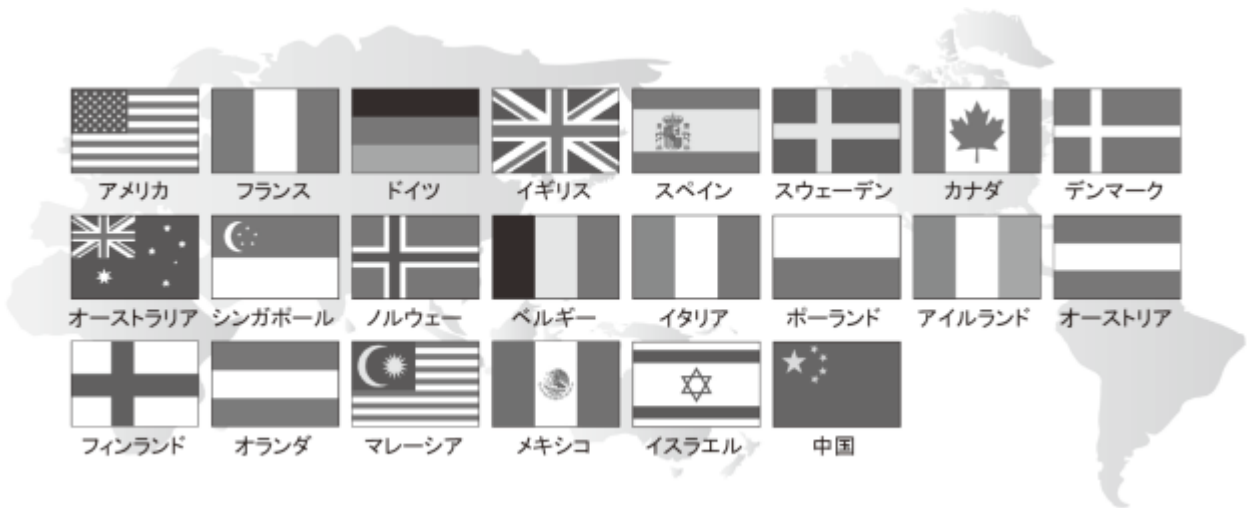 アメリカ フランス ドイツ イギリス スペイン スウェーデン カナダ デンマーク
オーストラリア シンガポール ノルウェー ベルギー イタリア ポーランド アイルランド オーストリア
フィンランド オランダ マレーシア メキシコ イスラエル 中国